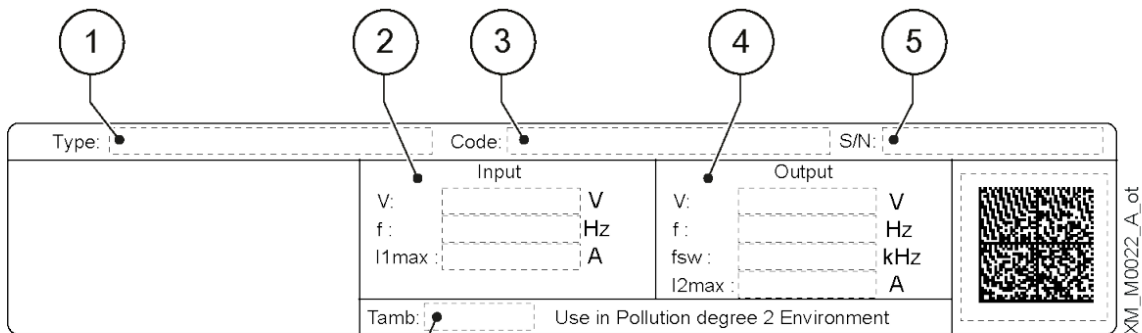 1 2 3 4 5
Type: Code: S/N:
Input
V: V
f : Hz
I1max : A
Output
V: V
f : Hz
fsw : kHz
I2max : A
Tamb: Use in Pollution degree 2 Environment
XM_M0022_A_ot